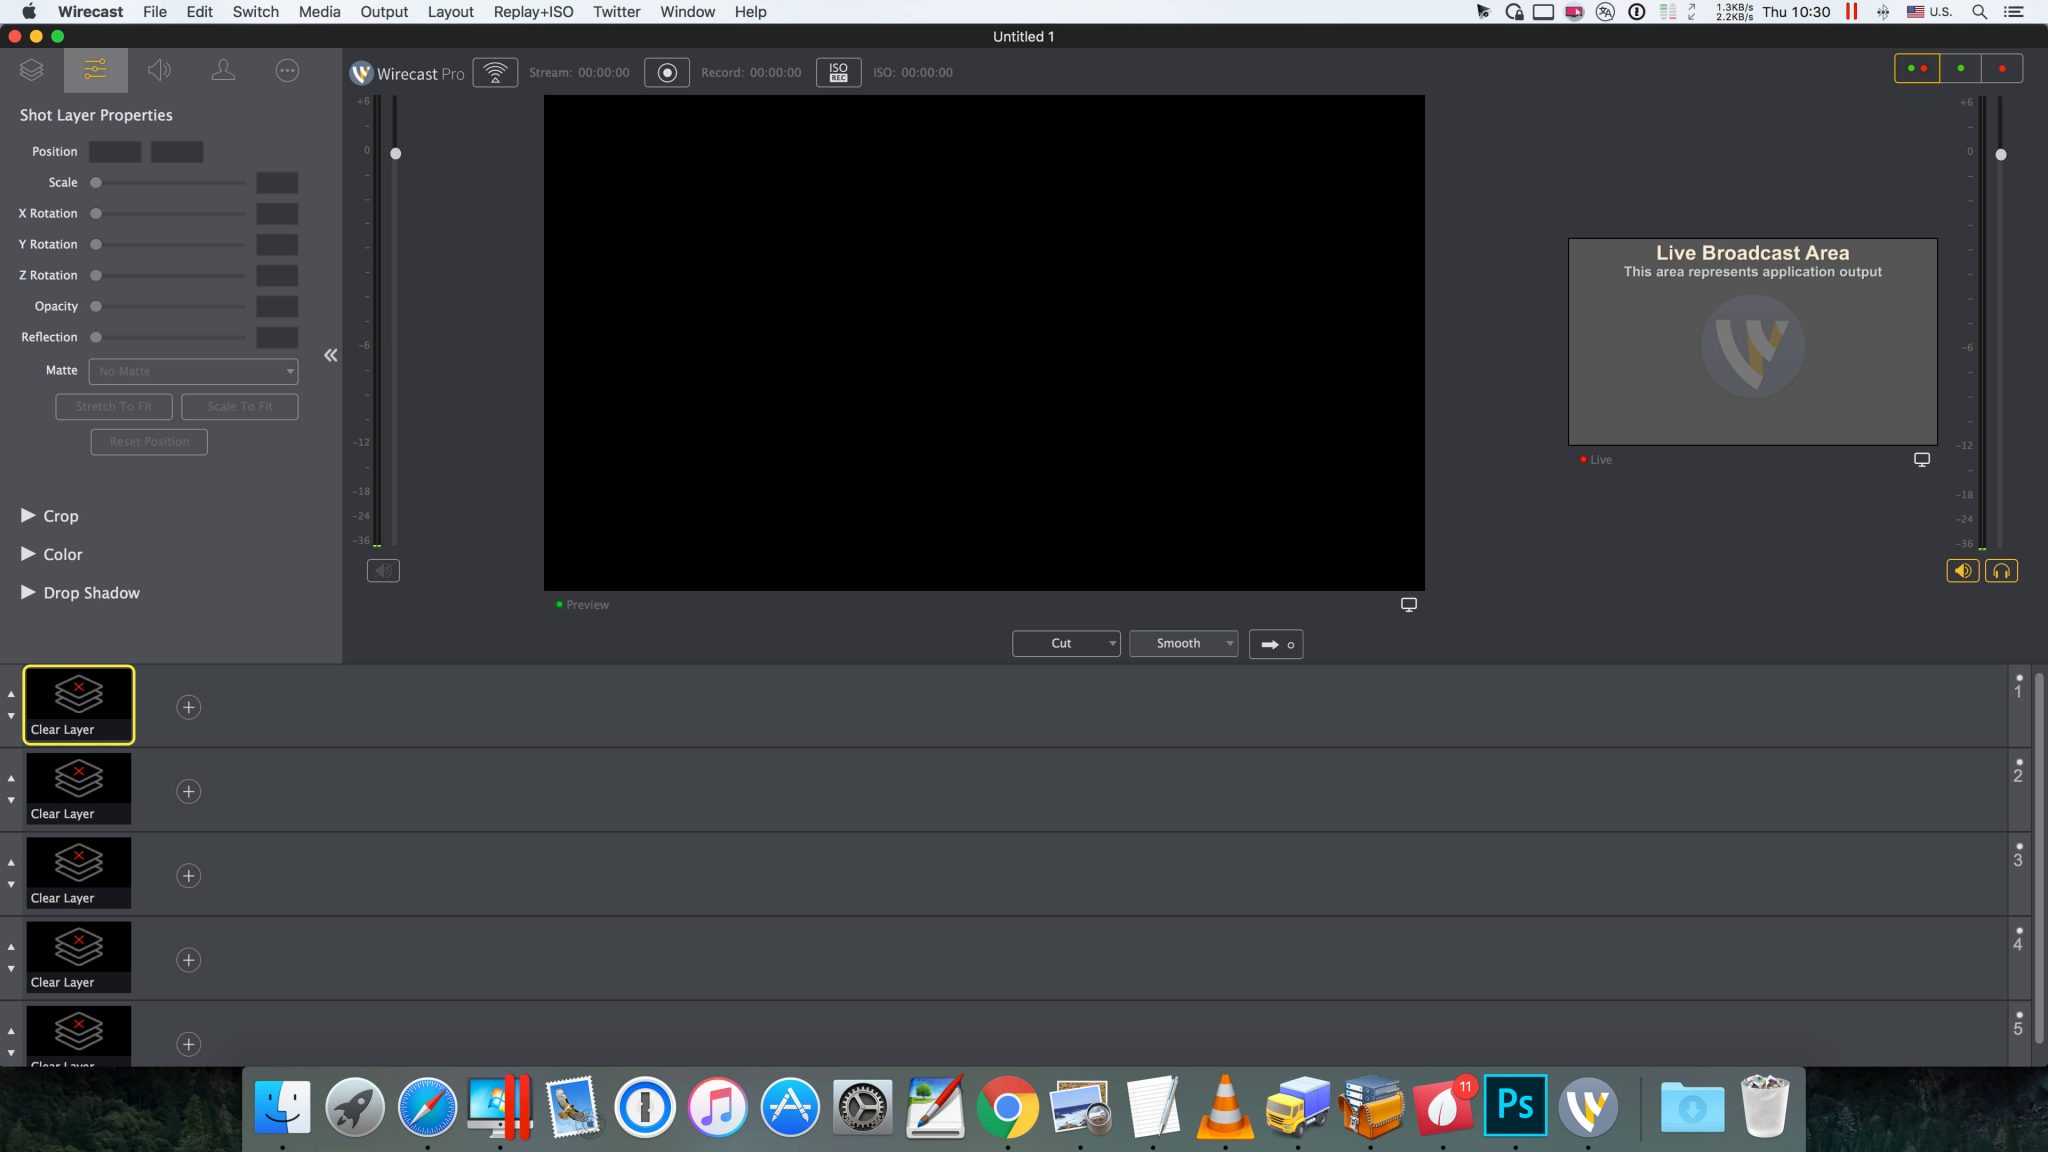 Wirecast File Edit Switch Media Output Layout Replay+ISO Twitter Window Help
1.3KB/s
2.2KB/s
Thu 10:30
U.S.
Untitled 1
Wirecast Pro
Stream: 00:00:00
Record: 00:00:00
ISO
REC
ISO: 00:00:00
Shot Layer Properties
Position
Scale
X Rotation
Y Rotation
Z Rotation
Opacity
Reflection
Matte
No Matte
Stretch To Fit
Scale To Fit
Reset Position
Crop
Color
Drop Shadow
+6
0
-6
-12
-18
-24
-36
Preview
Live Broadcast Area
This area represents application output
Live
+6
0
-6
-12
-18
-24
-36
Cut
Smooth
Clear Layer
1
Clear Layer
2
Clear Layer
3
Clear Layer
4
Clear Layer
5
11
Ps